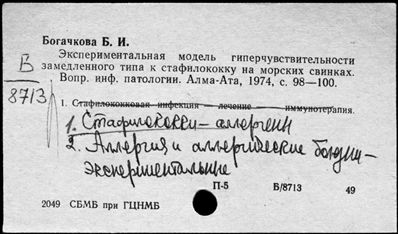 Богачкова Б. И.
Экспериментальная модель гиперчувствительности
замедленного типа к стафилококку на морских свинках.
Вопр. инф. патологии. Алма-Ата, 1974, с. 98—100.
В
8713
1. Стафилококковая инфекция — лечение — иммунотерапия.
1. Стафилококки — аллергены
2. Аллергия и аллергические болезни —
экспериментальные
П-5 Б/8713 49
2049 СБМБ при ГЦНМБ